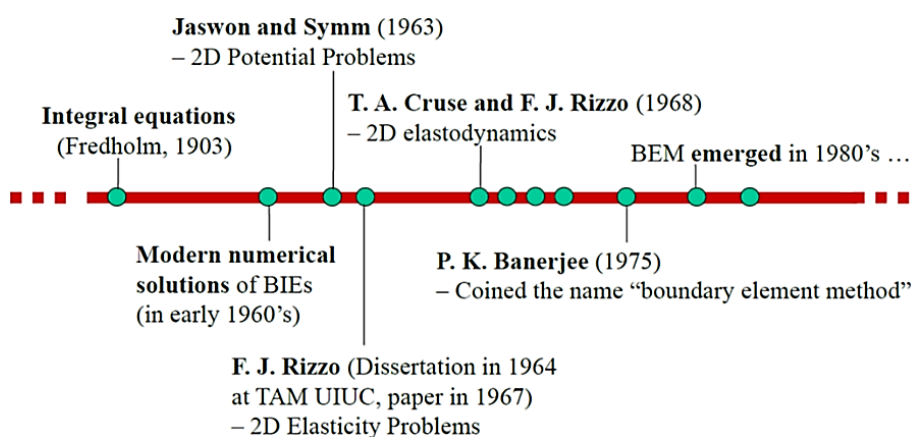 Jaswon and Symm (1963)
– 2D Potential Problems
T. A. Cruse and F. J. Rizzo (1968)
– 2D elastodynamics
Integral equations
(Fredholm, 1903)
BEM emerged in 1980’s …
Modern numerical
solutions of BIEs
(in early 1960’s)
P. K. Banerjee (1975)
– Coined the name “boundary element method”
F. J. Rizzo (Dissertation in 1964
at TAM UIUC, paper in 1967)
– 2D Elasticity Problems